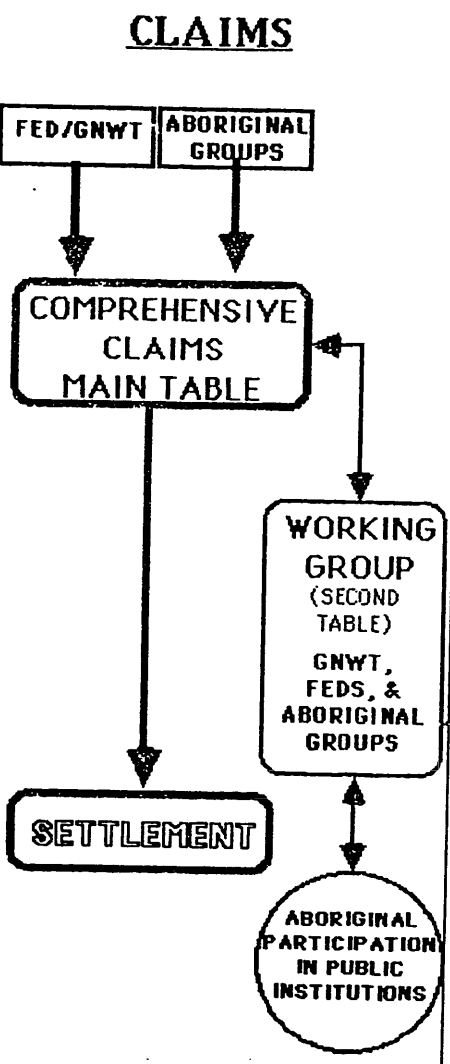 CLAIMS
FED/GNWT
ABORIGINAL
GROUPS
COMPREHENSIVE
CLAIMS
MAIN TABLE
WORKING
GROUP
(SECOND
TABLE)
GNWT,
FEDS, &
ABORIGINAL
GROUPS
SETTLEMENT
ABORIGINAL
PARTICIPATION
IN PUBLIC
INSTITUTIONS